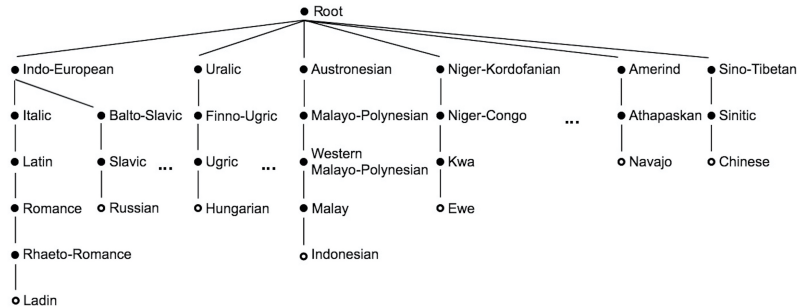 Root
Indo-European Uralic Austronesian Niger-Kordofanian Amerind Sino-Tibetan
Italic Balto-Slavic Finno-Ugric Malayo-Polynesian Niger-Congo ... Athapaskan Sinitic
Latin Slavic ... Ugric ... Western Malayo-Polynesian Kwa Navajo Chinese
Romance Russian Hungarian Malay Ewe
Rhaeto-Romance Indonesian
Ladin